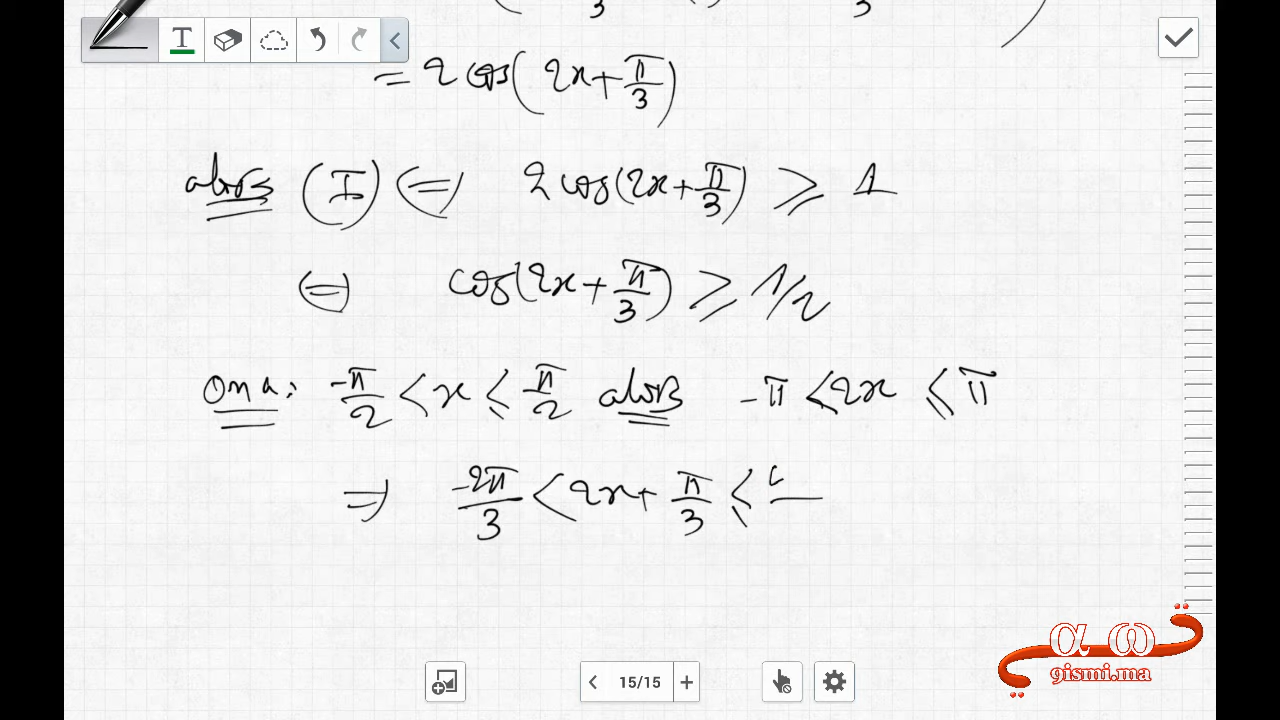 = 2 cos(2x + π/3)
alors (I) ⟺ 2 cos(2x + π/3) ⩾ 1
⟺ cos(2x + π/3) ⩾ 1/2
On a : -π/2 < x ⩽ π/2 alors -π < 2x ⩽ π
⟹ -2π/3 < 2x + π/3 ⩽
α ω
9ismi.ma
15/15
T